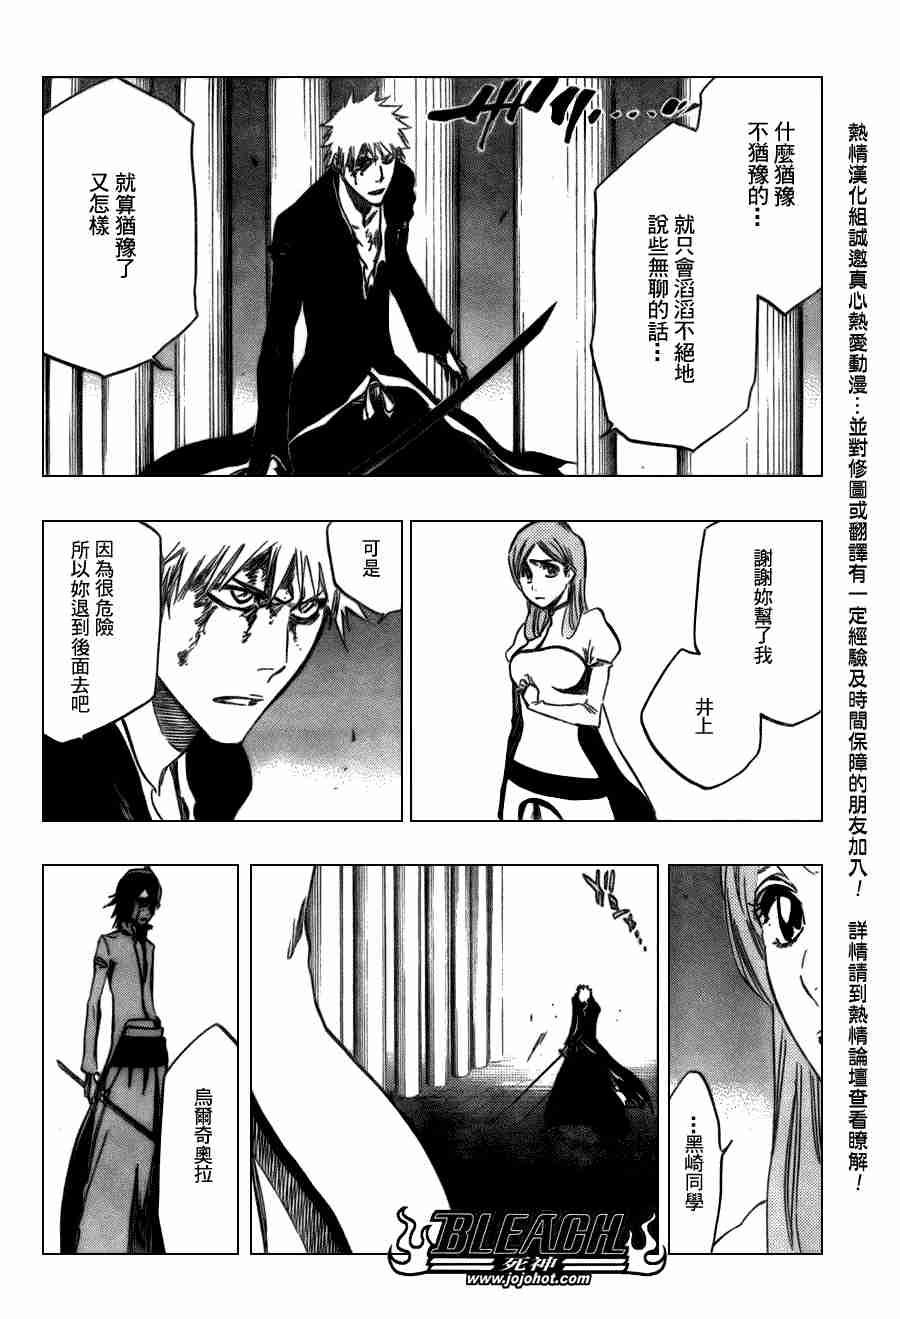 什麼猶豫
不猶豫的…
就只會滔滔不絕地
說些無聊的話…
就算猶豫了
又怎樣
謝謝妳幫了我
井上
可是
因為很危險
所以妳退到後面去吧
…黑崎同學
烏爾奇奧拉
熱情漢化組誠邀真心熱愛動漫…並對修圖或翻譯有一定經驗及時間保障的朋友加入！ 詳情請到熱情論壇查看瞭解！
BLEACH
死神
www.jojohot.com